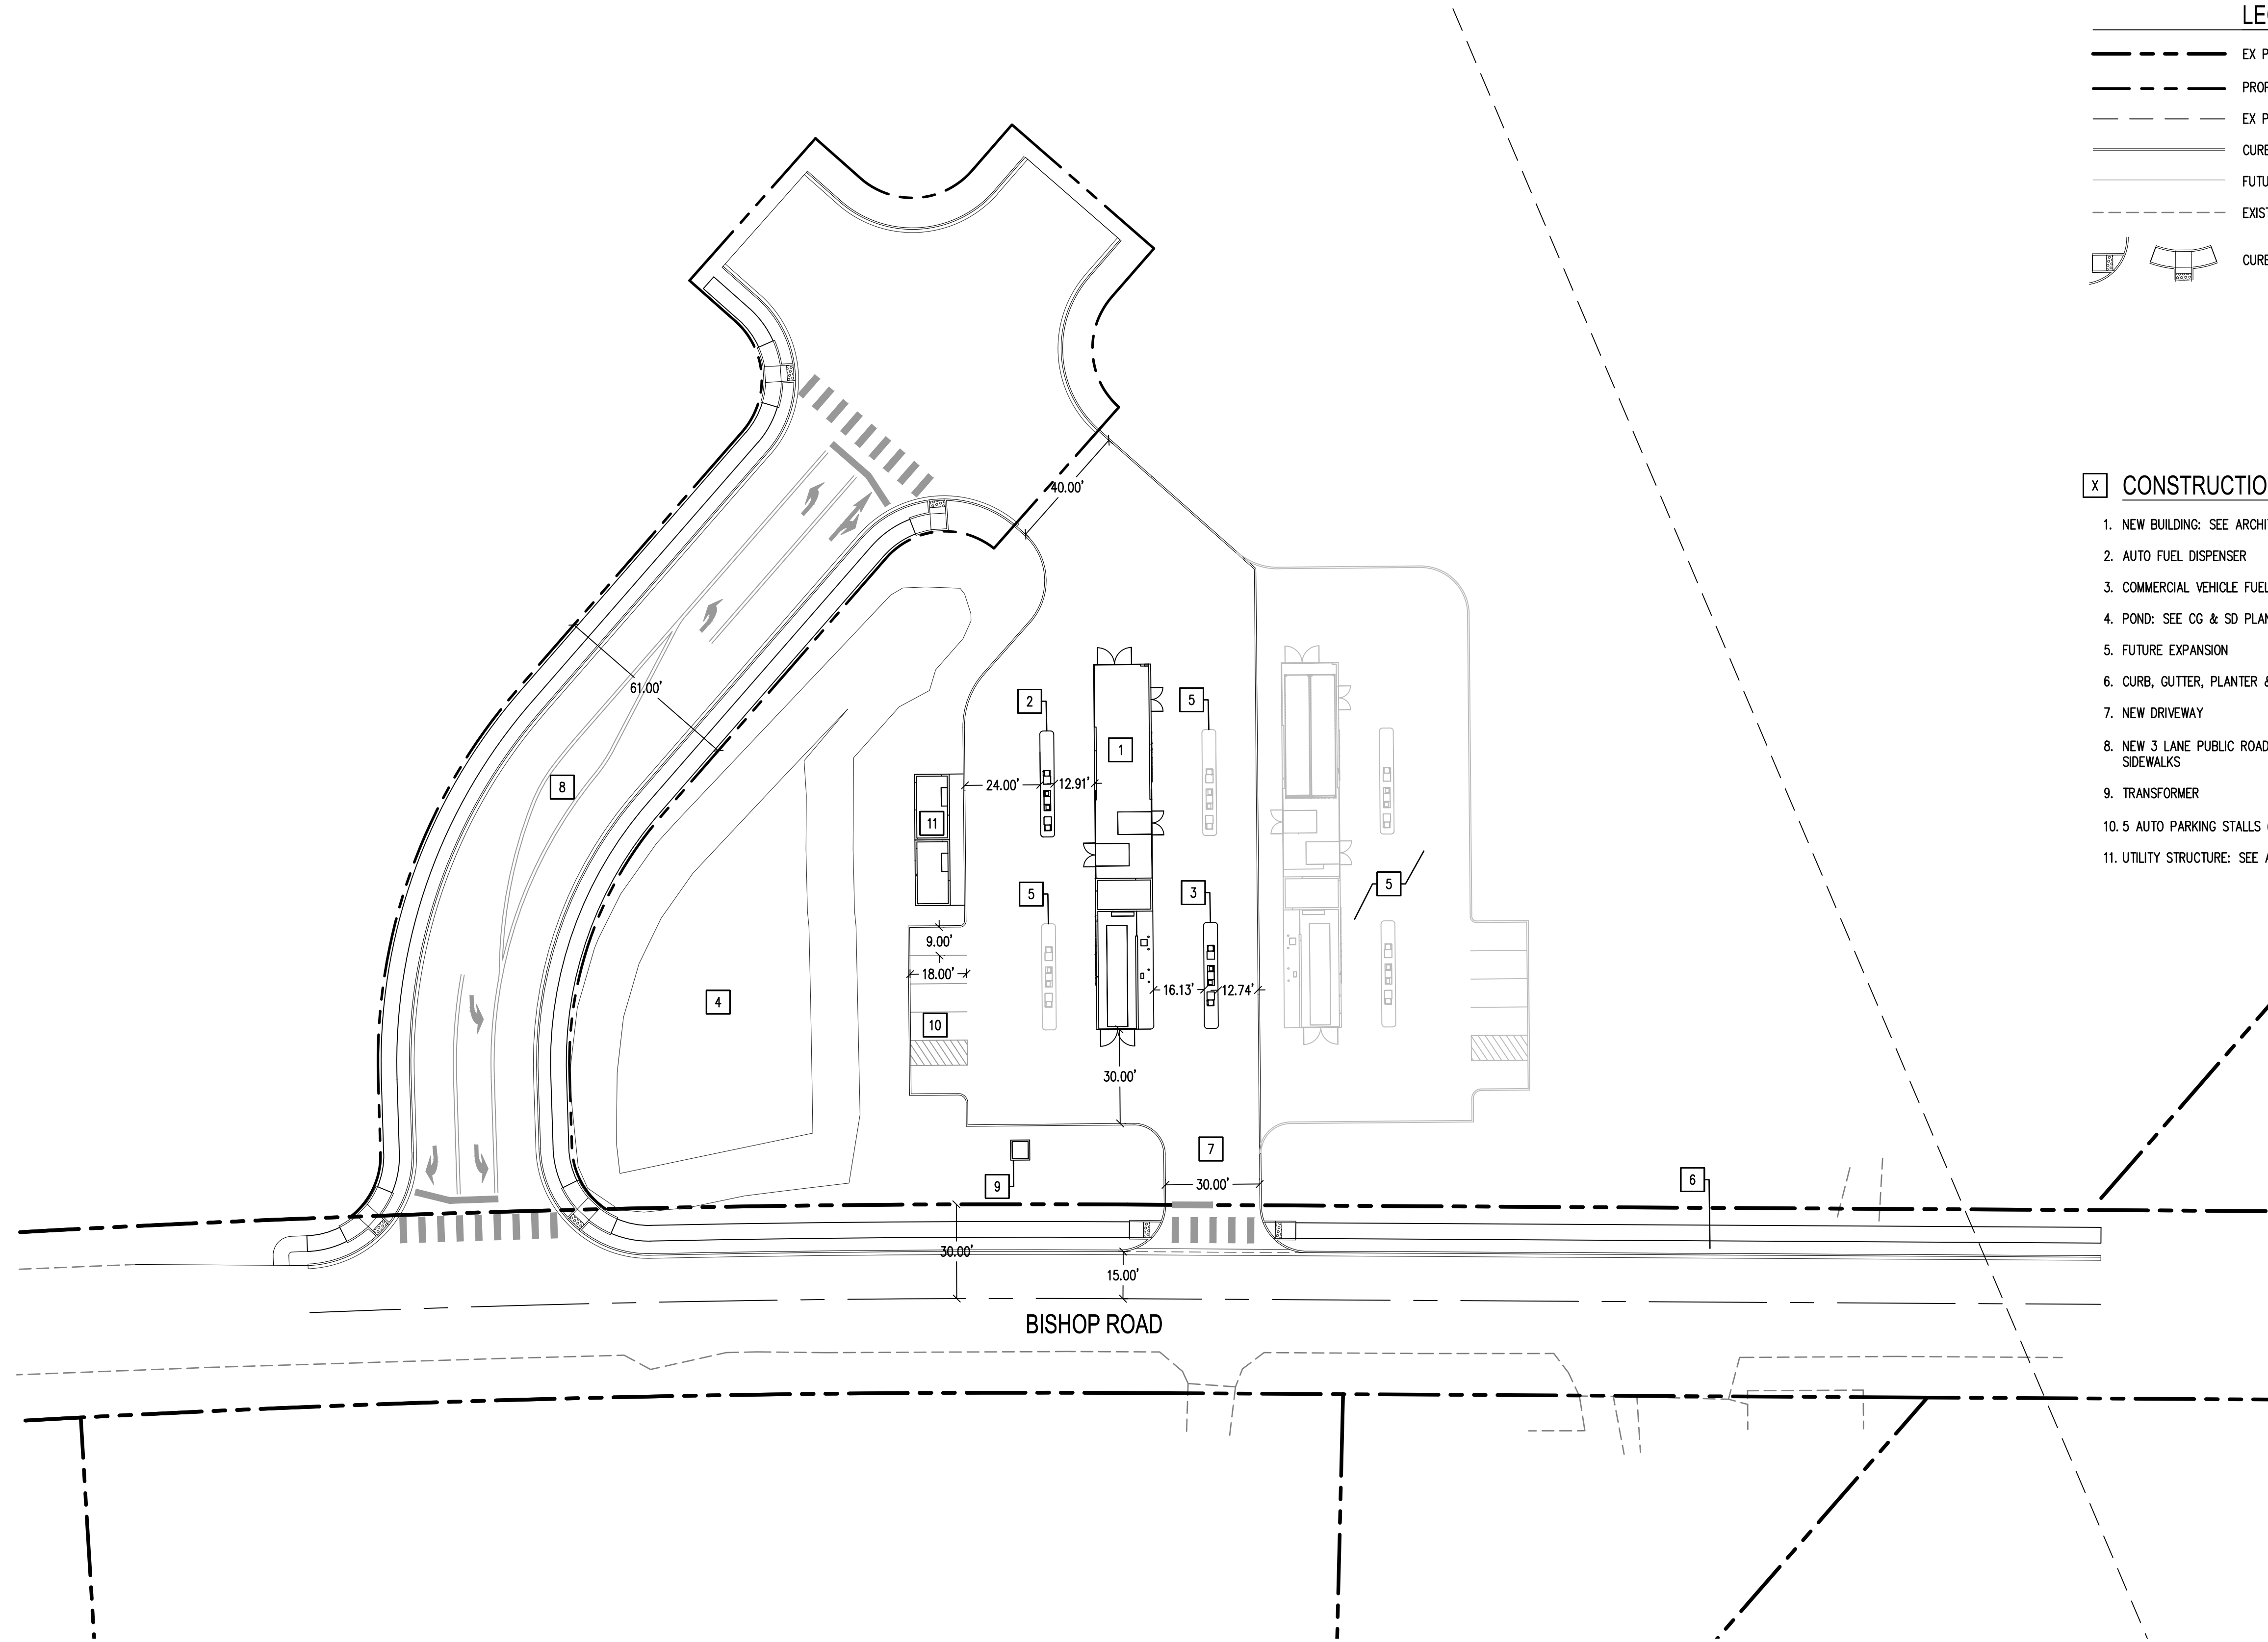 LE
EX P
PROP
EX P
CURB
FUTU
EXIST
CURB
40.00'
61.00'
X CONSTRUCTIO
1. NEW BUILDING: SEE ARCHI
2. AUTO FUEL DISPENSER
3. COMMERCIAL VEHICLE FUEL
4. POND: SEE CG & SD PLAN
5. FUTURE EXPANSION
6. CURB, GUTTER, PLANTER &
7. NEW DRIVEWAY
8. NEW 3 LANE PUBLIC ROAD
SIDEWALKS
9. TRANSFORMER
10. 5 AUTO PARKING STALLS
11. UTILITY STRUCTURE: SEE A
2
5
1
8
24.00'
12.91'
11
5
3
5
9.00'
18.00'
16.13'
12.74'
4
10
30.00'
7
9
30.00'
6
30.00'
15.00'
BISHOP ROAD